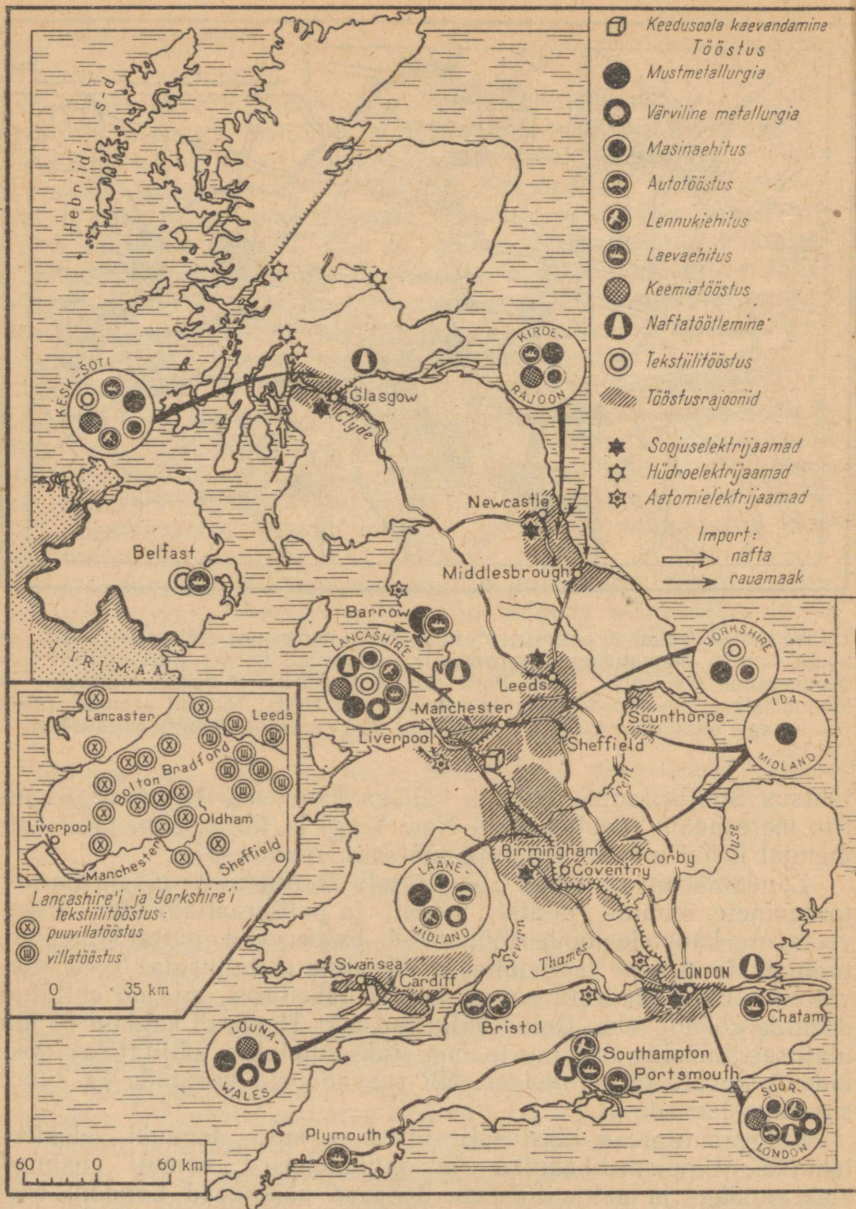 Keedusoola kaevandamine
Tööstus
Mustmetallurgia
Värviline metallurgia
Masinaehitus
Autotööstus
Lennukiehitus
Laevaehitus
Keemiatööstus
Naftatöötlemine
Tekstiilitööstus
Tööstusrajoonid
Soojuselektrijaamad
Hüdroelektrijaamad
Aatomielektrijaamad
Import:
nafta
rauamaak
Hebriidi s-d
KESK-ŠOTI
KIRDE-
RAJOON
Glasgow
Clyde
Newcastle
Belfast
Middlesbrough
Barrow
IIRIMAA
LANCASHIRE
YORKSHIRE
Leeds
Manchester
Scunthorpe
IDA-
MIDLAND
Liverpool
Sheffield
Trent
Birmingham
Corby
Ouse
Coventry
LÄÄNE-
MIDLAND
Severn
Thames
Swansea
Cardiff
LONDON
Bristol
Chatam
LÕUNA-
WALES
Southampton
Portsmouth
SUUR-
LONDON
Plymouth
60 0 60 km
Lancaster
Leeds
Bradford
Bolton
Oldham
Liverpool
Manchester
Sheffield
Lancashire'i ja Yorkshire'i
tekstiilitööstus:
puuvillatööstus
villatööstus
0 35 km